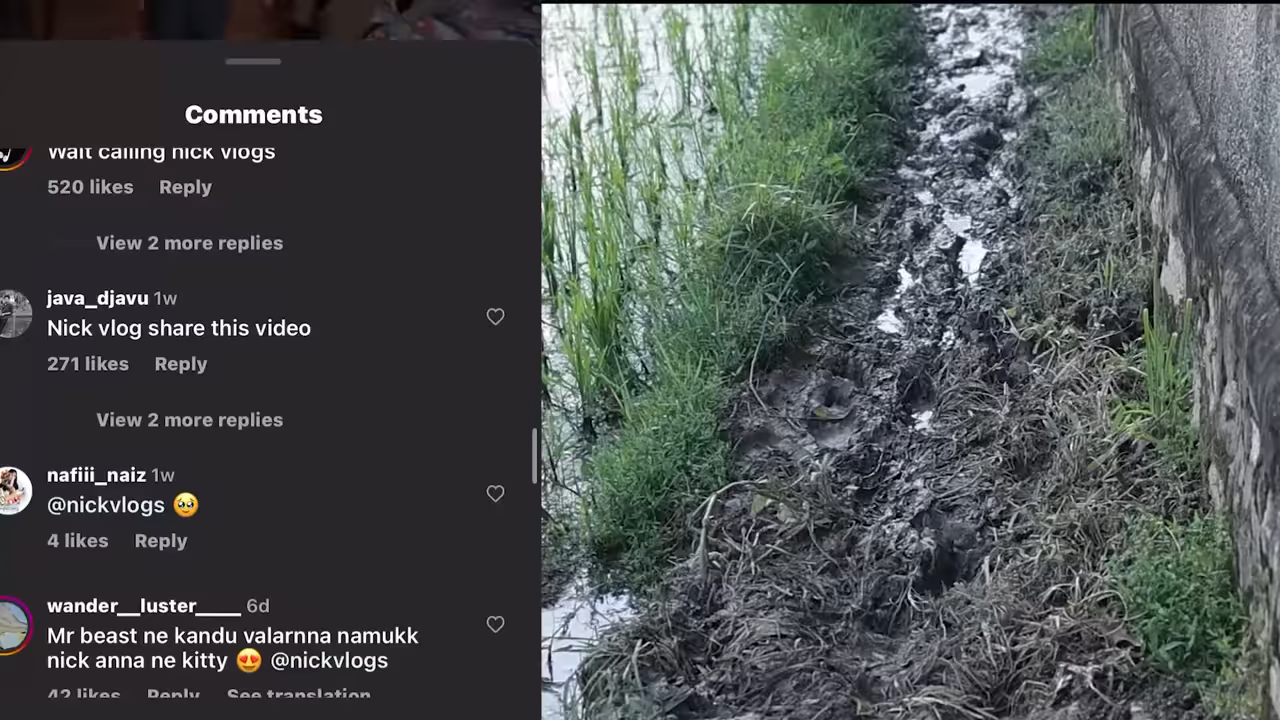 Comments
Wait calling nick vlogs
520 likes Reply
View 2 more replies
java_djavu 1w
Nick vlog share this video
271 likes Reply
View 2 more replies
nafiii_naiz 1w
@nickvlogs 🥹
4 likes Reply
wander__luster____ 6d
Mr beast ne kandu valarnna namukk
nick anna ne kitty 😍 @nickvlogs
42 likes Reply See translation